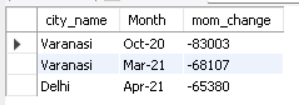 city_name Month mom_change
Varanasi Oct-20 -83003
Varanasi Mar-21 -68107
Delhi Apr-21 -65380